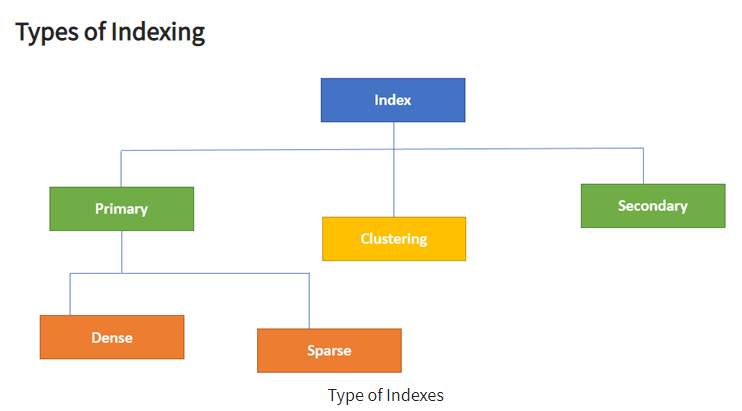 Types of Indexing
Index
Primary
Clustering
Secondary
Dense
Sparse
Type of Indexes